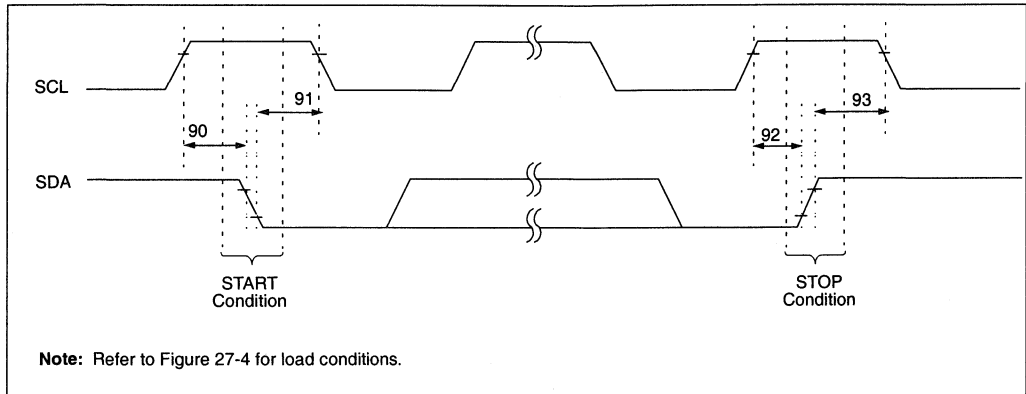 SCL
91
93
90
92
SDA
START
Condition
STOP
Condition
Note: Refer to Figure 27-4 for load conditions.